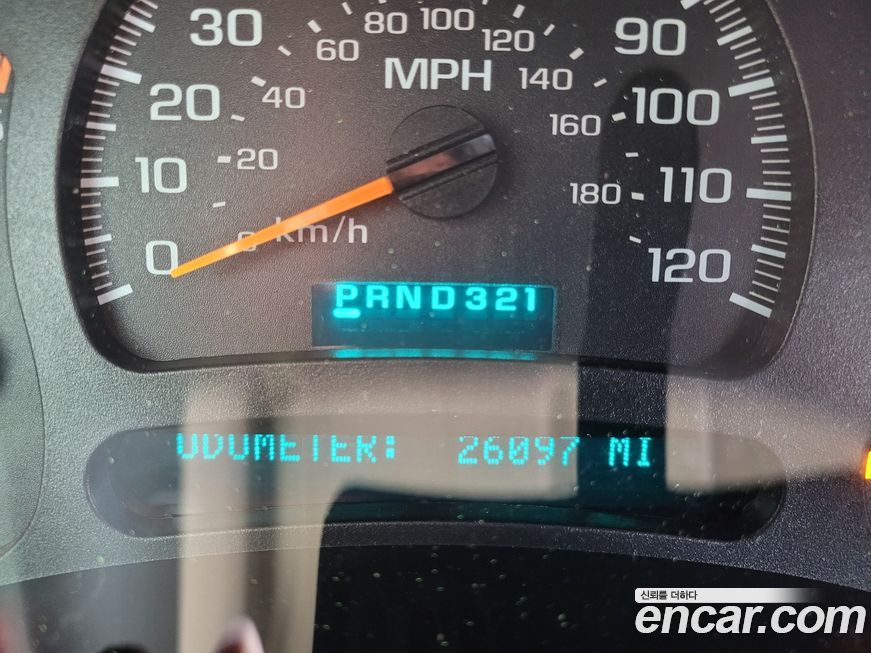 30 60 80 100 120 90
MPH
20 40 140 100
160
10 20 180 110
0 0 km/h 120
PRND321
ODOMETER: 26097 MI
신뢰를 더하다
encar.com